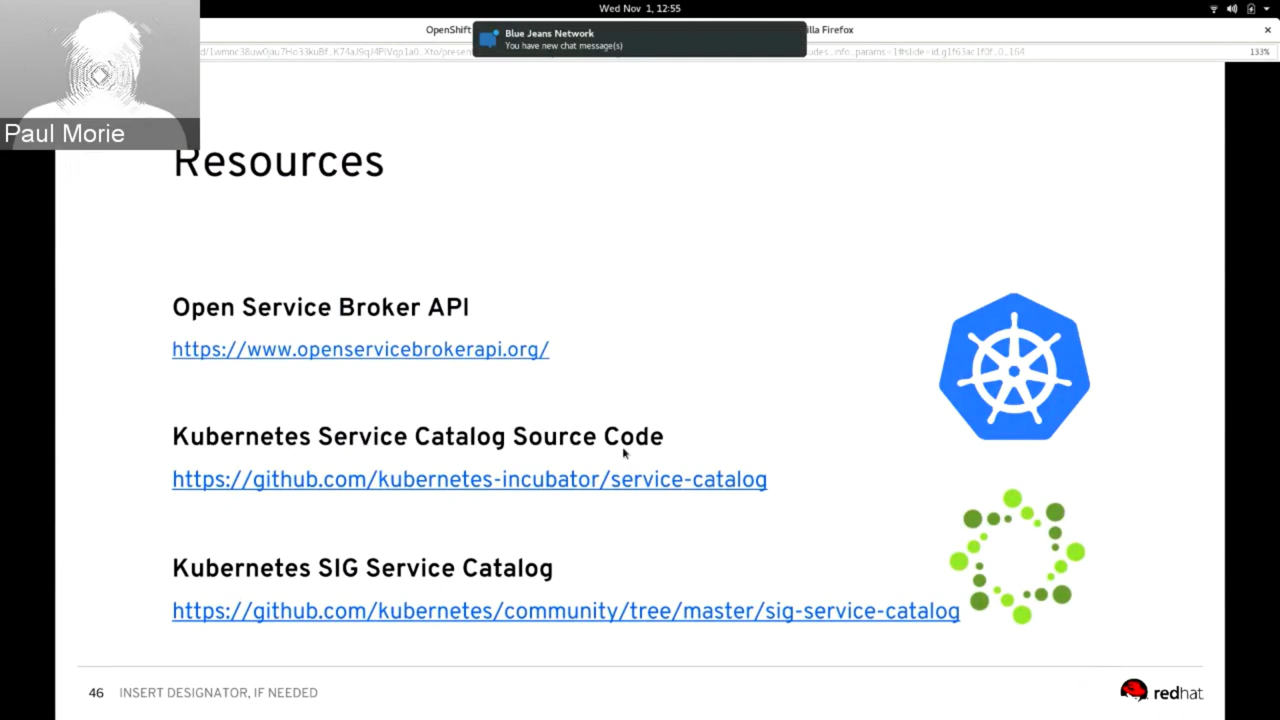 Wed Nov 1, 12:55
OpenShift
Blue Jeans Network
You have new chat message(s)
illa Firefox
133%
Paul Morie
Resources
Open Service Broker API
https://www.openservicebrokerapi.org/
Kubernetes Service Catalog Source Code
https://github.com/kubernetes-incubator/service-catalog
Kubernetes SIG Service Catalog
https://github.com/kubernetes/community/tree/master/sig-service-catalog
46 INSERT DESIGNATOR, IF NEEDED
redhat